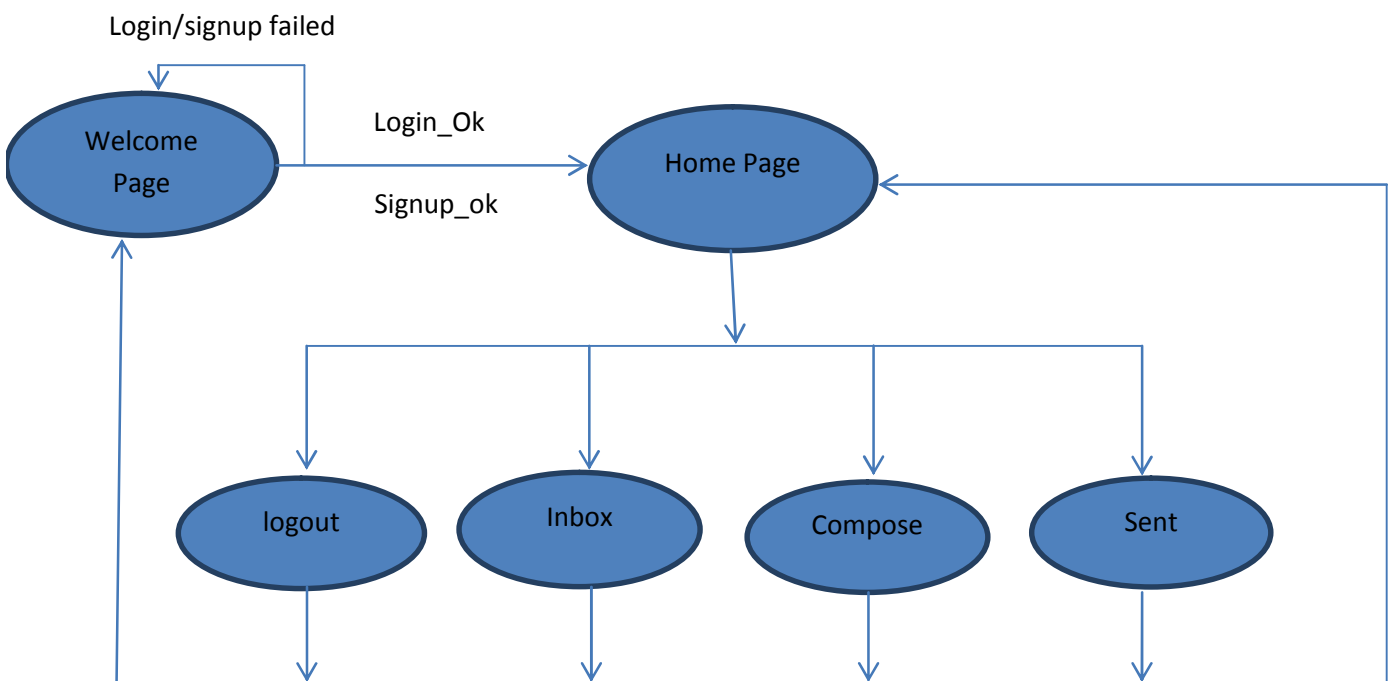 Login/signup failed
Welcome
Page
Login_Ok
Signup_ok
Home Page
logout
Inbox
Compose
Sent